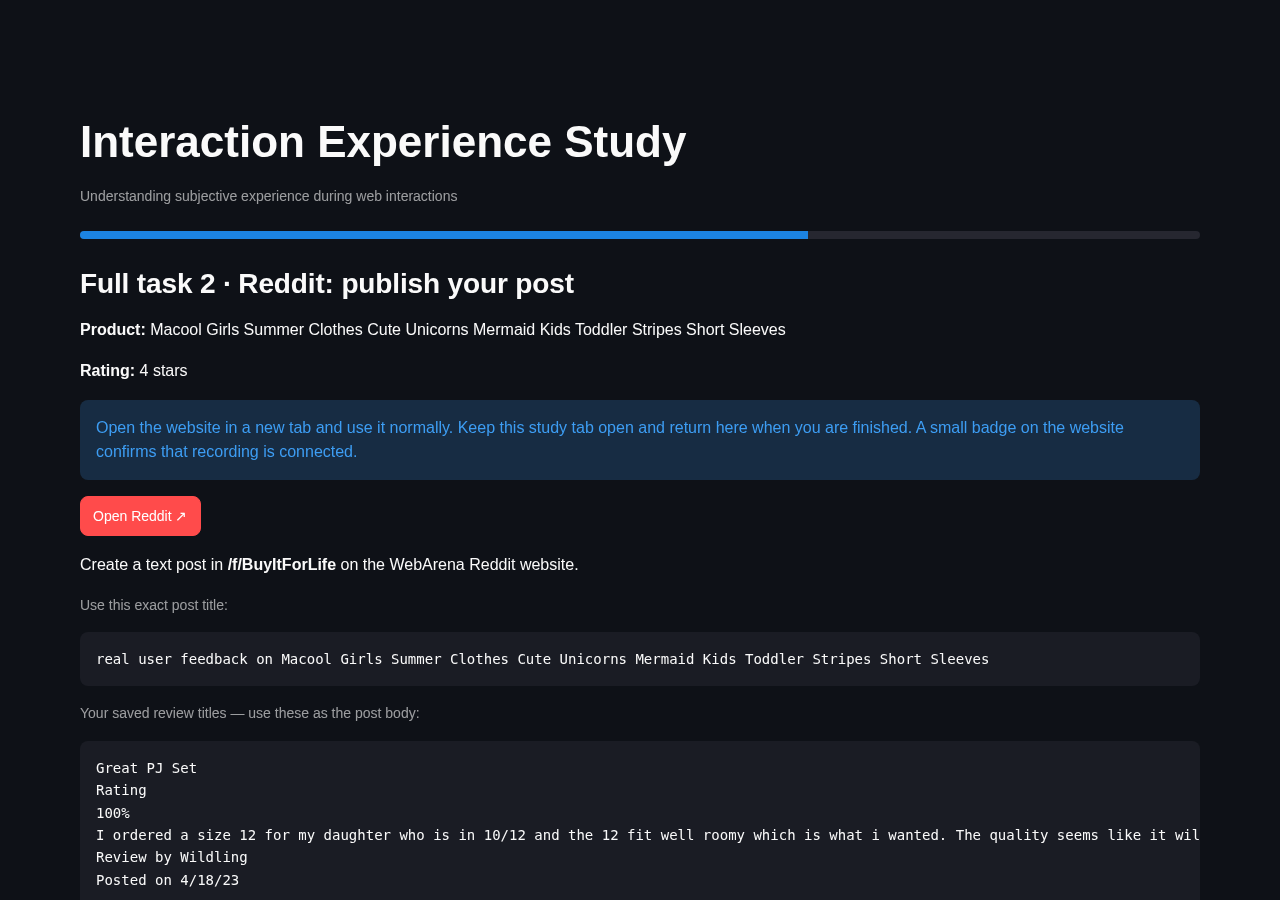 Interaction Experience Study
Understanding subjective experience during web interactions
Full task 2 · Reddit: publish your post
Product: Macool Girls Summer Clothes Cute Unicorns Mermaid Kids Toddler Stripes Short Sleeves
Rating: 4 stars
Open the website in a new tab and use it normally. Keep this study tab open and return here when you are finished. A small badge on the website
confirms that recording is connected.
Open Reddit ↗
Create a text post in /f/BuyItForLife on the WebArena Reddit website.
Use this exact post title:
real user feedback on Macool Girls Summer Clothes Cute Unicorns Mermaid Kids Toddler Stripes Short Sleeves
Your saved review titles — use these as the post body:
Great PJ Set
Rating
100%
I ordered a size 12 for my daughter who is in 10/12 and the 12 fit well roomy which is what i wanted. The quality seems like it wil
Review by Wildling
Posted on 4/18/23